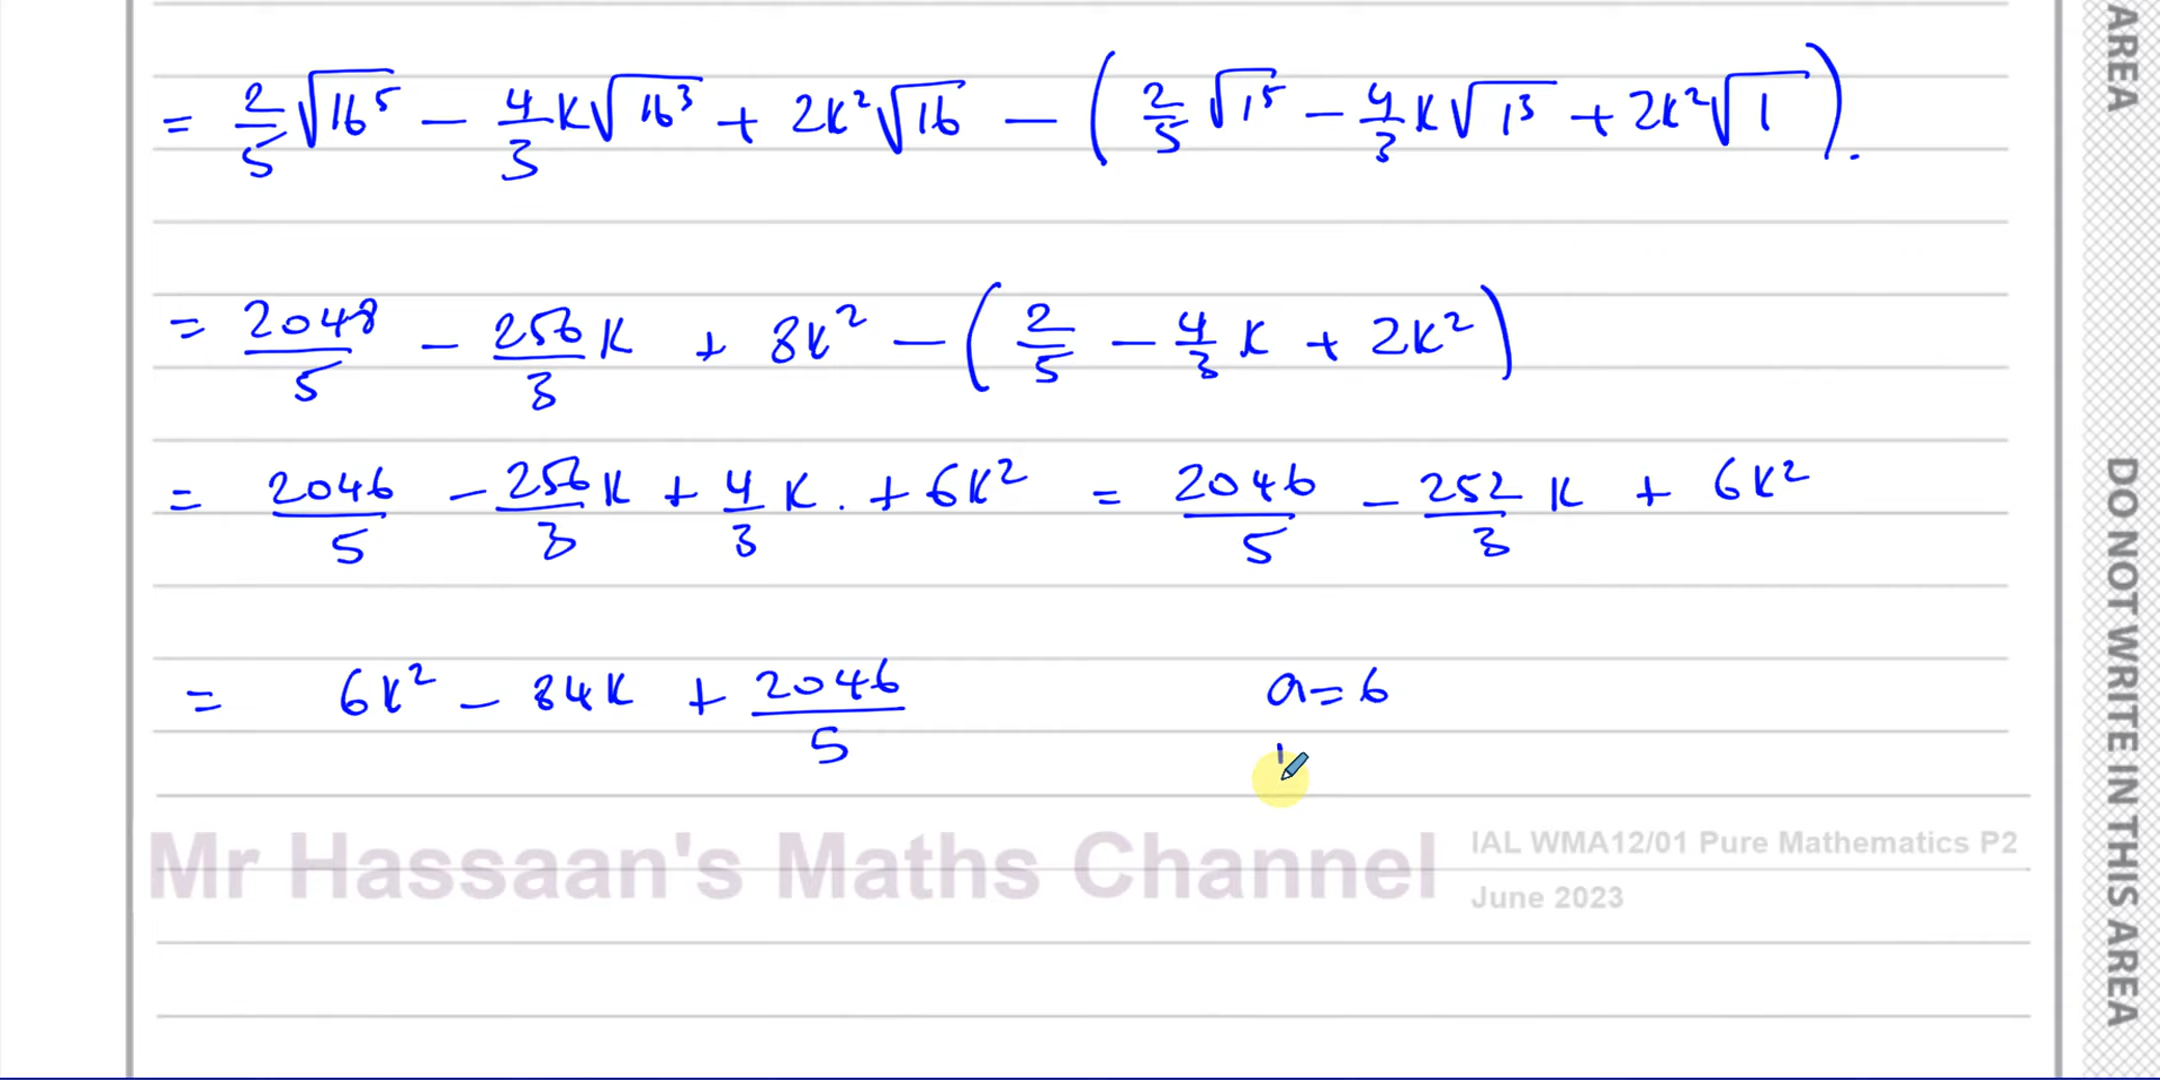 = 2/5 √16⁵ − 4/3 k√16³ + 2k²√16 − (2/5 √1⁵ − 4/3 k√1³ + 2k²√1).
= 2048/5 − 256/3 k + 8k² − (2/5 − 4/3 k + 2k²)
= 2046/5 − 256/3 k + 4/3 k. + 6k² = 2046/5 − 252/3 k + 6k²
= 6k² − 84k + 2046/5
a = 6
Mr Hassaan's Maths Channel
IAL WMA12/01 Pure Mathematics P2
June 2023
AREA
DO NOT WRITE IN THIS AREA